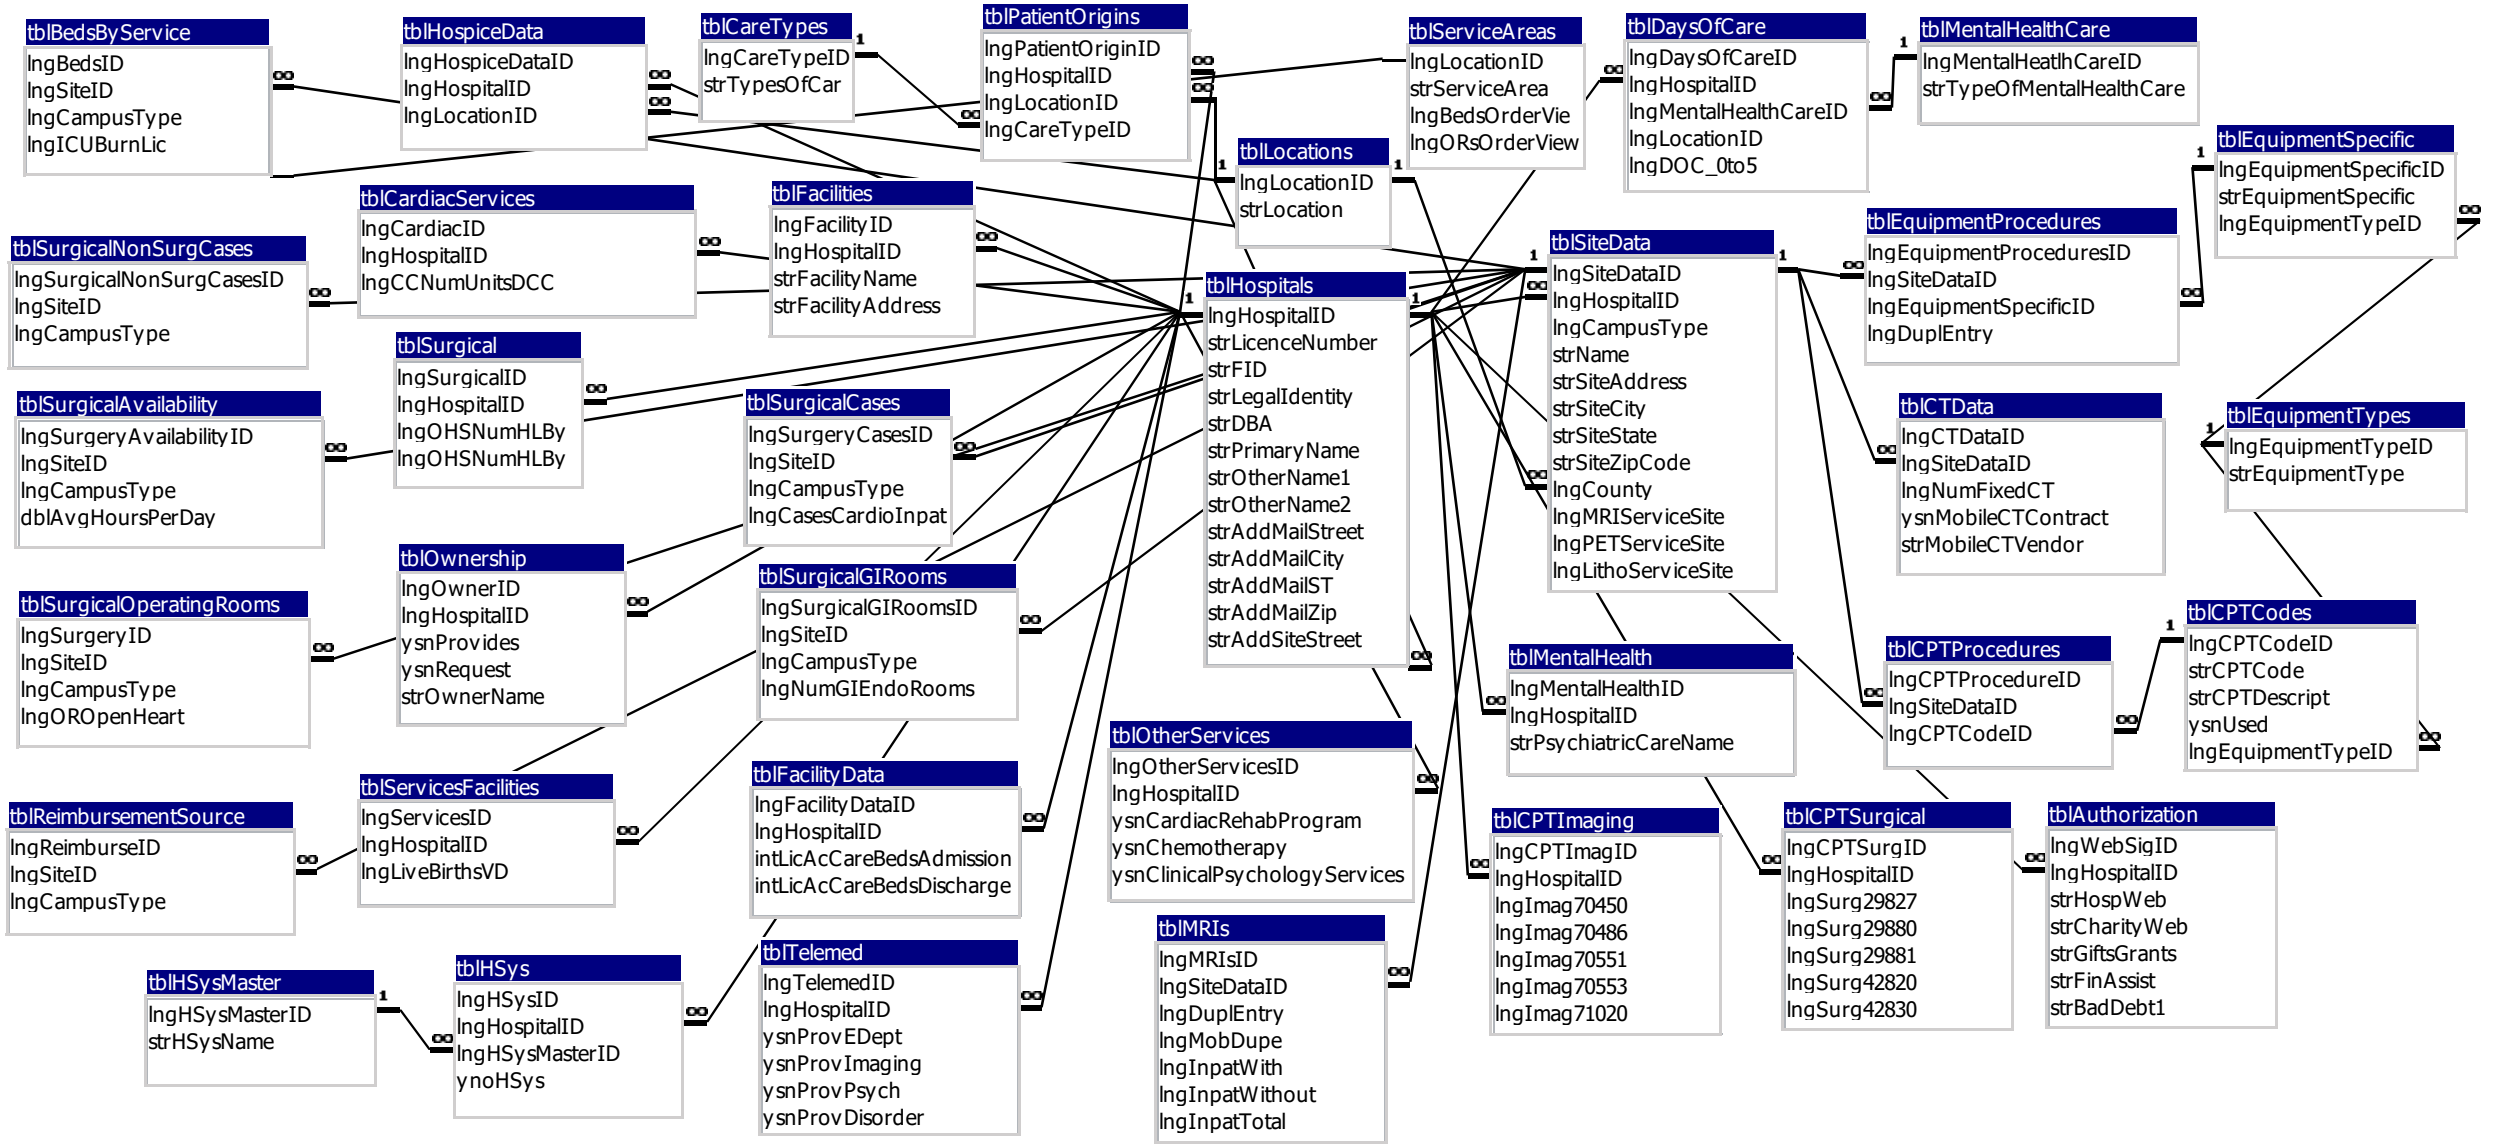 tblBedsByService
lngBedsID
lngSiteID
lngCampusType
lngICUBurnLic
tblHospiceData
lngHospiceDataID
lngHospitalID
lngLocationID
tblCareTypes
lngCareTypeID
strTypesOfCar
tblPatientOrigins
lngPatientOriginID
lngHospitalID
lngLocationID
lngCareTypeID
tblServiceAreas
lngLocationID
strServiceArea
lngBedsOrderVie
lngORsOrderView
tblDaysOfCare
lngDaysOfCareID
lngHospitalID
lngMentalHealthCareID
lngLocationID
lngDOC_0to5
tblMentalHealthCare
lngMentalHeatlhCareID
strTypeOfMentalHealthCare
tblLocations
lngLocationID
strLocation
tblEquipmentSpecific
lngEquipmentSpecificID
strEquipmentSpecific
lngEquipmentTypeID
tblCardiacServices
lngCardiacID
lngHospitalID
lngCCNumUnitsDCC
tblFacilities
lngFacilityID
lngHospitalID
strFacilityName
strFacilityAddress
tblSurgicalNonSurgCases
lngSurgicalNonSurgCasesID
lngSiteID
lngCampusType
tblSiteData
lngSiteDataID
lngHospitalID
lngCampusType
strName
strSiteAddress
strSiteCity
strSiteState
strSiteZipCode
lngCounty
lngMRIServiceSite
lngPETServiceSite
lngLithoServiceSite
tblEquipmentProcedures
lngEquipmentProceduresID
lngSiteDataID
lngEquipmentSpecificID
lngDuplEntry
tblHospitals
lngHospitalID
strLicenceNumber
strFID
strLegalIdentity
strDBA
strPrimaryName
strOtherName1
strOtherName2
strAddMailStreet
strAddMailCity
strAddMailST
strAddMailZip
strAddSiteStreet
tblSurgical
lngSurgicalID
lngHospitalID
lngOHSNumHLBy
lngOHSNumHLBy
tblSurgicalAvailability
lngSurgeryAvailabilityID
lngSiteID
lngCampusType
dblAvgHoursPerDay
tblSurgicalCases
lngSurgeryCasesID
lngSiteID
lngCampusType
lngCasesCardioInpat
tblCTData
lngCTDataID
lngSiteDataID
lngNumFixedCT
ysnMobileCTContract
strMobileCTVendor
tblEquipmentTypes
lngEquipmentTypeID
strEquipmentType
tblOwnership
lngOwnerID
lngHospitalID
ysnProvides
ysnRequest
strOwnerName
tblSurgicalGIRooms
lngSurgicalGIRoomsID
lngSiteID
lngCampusType
lngNumGIEndoRooms
tblSurgicalOperatingRooms
lngSurgeryID
lngSiteID
lngCampusType
lngOROpenHeart
tblMentalHealth
lngMentalHealthID
lngHospitalID
strPsychiatricCareName
tblCPTProcedures
lngCPTProcedureID
lngSiteDataID
lngCPTCodeID
tblCPTCodes
lngCPTCodeID
strCPTCode
strCPTDescript
ysnUsed
lngEquipmentTypeID
tblOtherServices
lngOtherServicesID
lngHospitalID
ysnCardiacRehabProgram
ysnChemotherapy
ysnClinicalPsychologyServices
tblFacilityData
lngFacilityDataID
lngHospitalID
intLicAcCareBedsAdmission
intLicAcCareBedsDischarge
tblServicesFacilities
lngServicesID
lngHospitalID
lngLiveBirthsVD
tblReimbursementSource
lngReimburseID
lngSiteID
lngCampusType
tblCPTImaging
lngCPTImagID
lngHospitalID
lngImag70450
lngImag70486
lngImag70551
lngImag70553
lngImag71020
tblCPTSurgical
lngCPTSurgID
lngHospitalID
lngSurg29827
lngSurg29880
lngSurg29881
lngSurg42820
lngSurg42830
tblAuthorization
lngWebSigID
lngHospitalID
strHospWeb
strCharityWeb
strGiftsGrants
strFinAssist
strBadDebt1
tblMRIs
lngMRIsID
lngSiteDataID
lngDuplEntry
lngMobDupe
lngInpatWith
lngInpatWithout
lngInpatTotal
tblTelemed
lngTelemedID
lngHospitalID
ysnProvEDept
ysnProvImaging
ysnProvPsych
ysnProvDisorder
tblHSys
lngHSysID
lngHospitalID
lngHSysMasterID
ynoHSys
tblHSysMaster
lngHSysMasterID
strHSysName